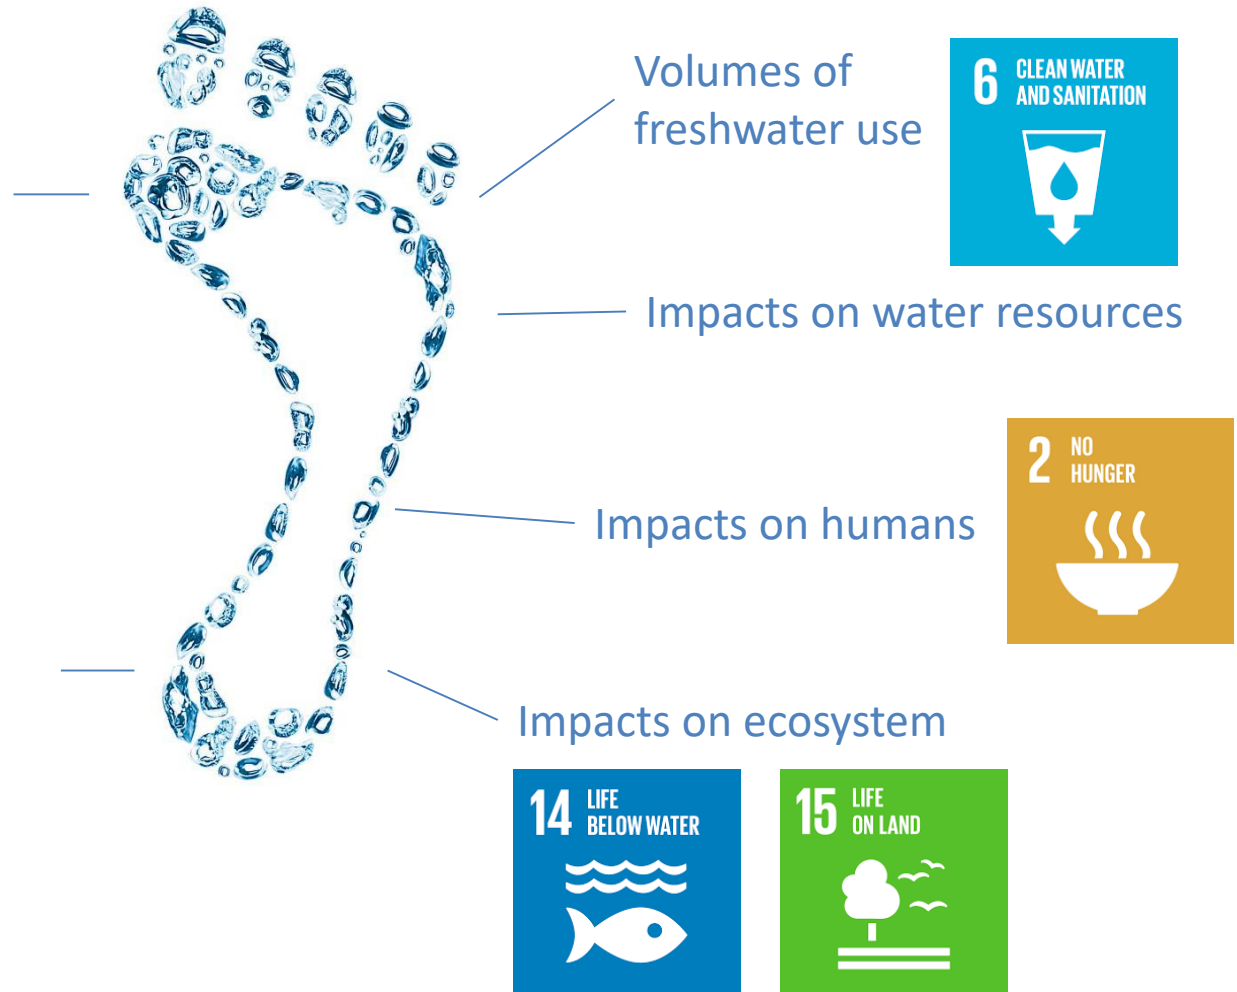 Volumes of
freshwater use
6 CLEAN WATER
AND SANITATION
Impacts on water resources
2 NO
HUNGER
Impacts on humans
Impacts on ecosystem
14 LIFE
BELOW WATER
15 LIFE
ON LAND